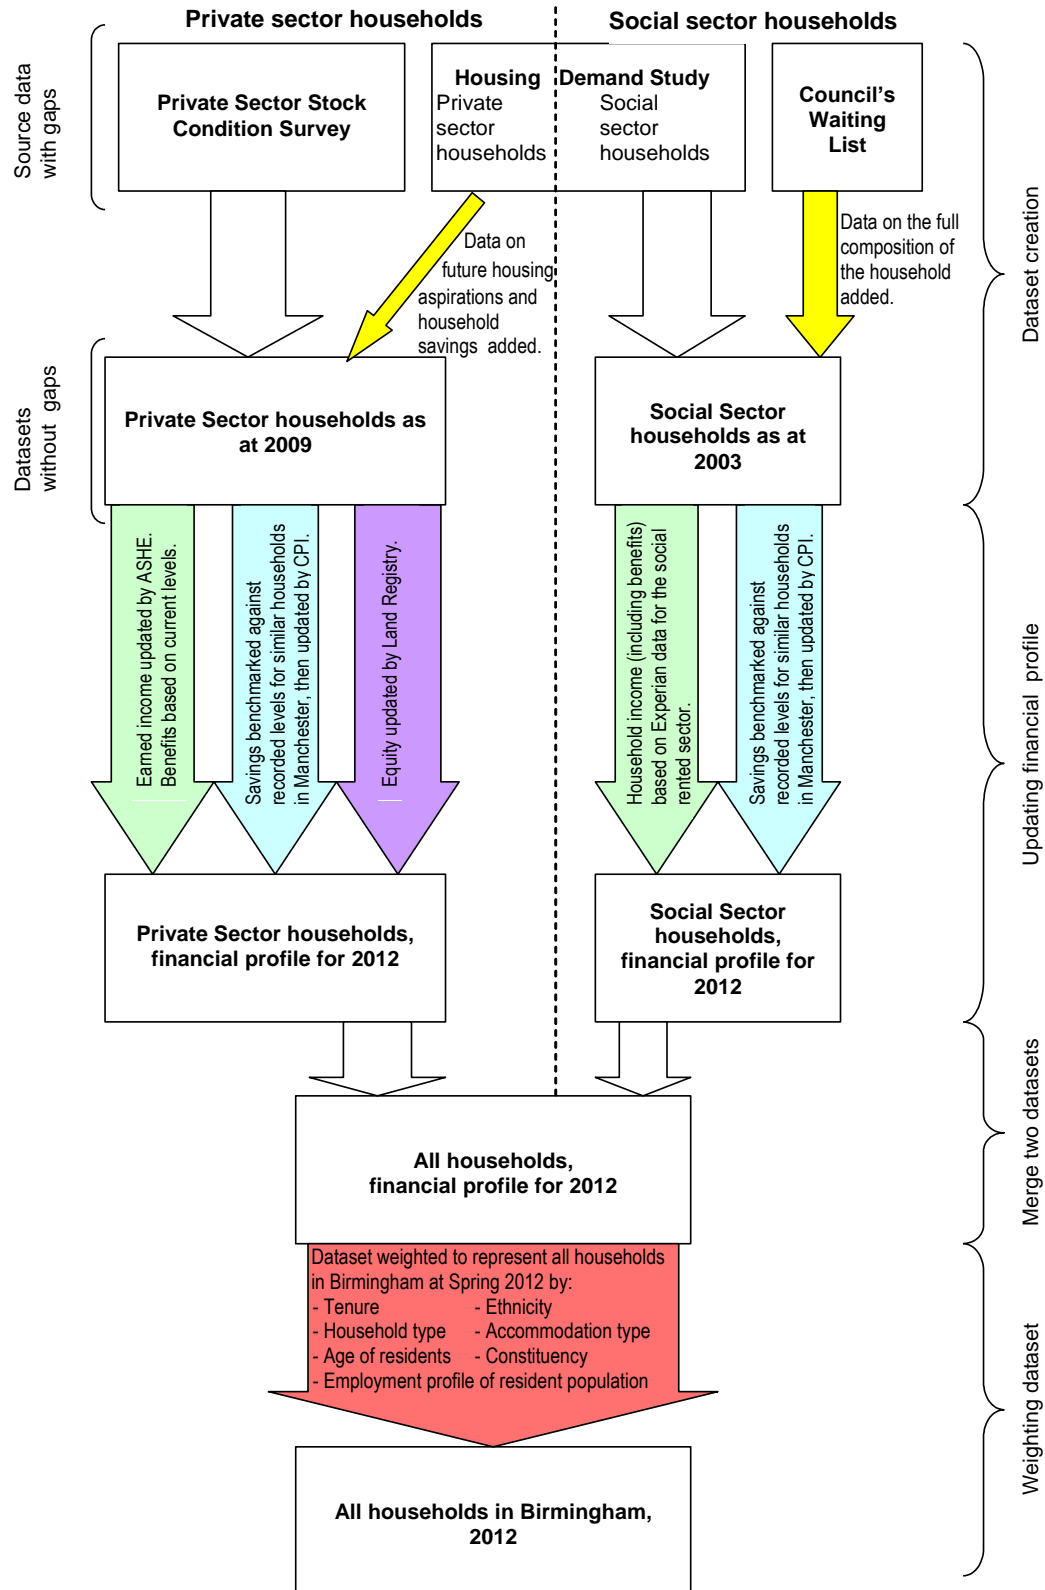 Private sector households
Social sector households
Source data
with gaps
Private Sector Stock
Condition Survey
Housing Demand Study
Private
sector
households
Social
sector
households
Council's
Waiting
List
Data on
future housing
aspirations and
household
savings added.
Data on the full
composition of
the household
added.
Dataset creation
Datasets
without gaps
Private Sector households as
at 2009
Social Sector
households as at
2003
Earned income updated by ASHE.
Benefits based on current levels.
Savings benchmarked against
recorded levels for similar households
in Manchester, then updated by CPI.
Equity updated by Land Registry.
Household income (including benefits)
based on Experian data for the social
rented sector.
Savings benchmarked against
recorded levels for similar households
in Manchester, then updated by CPI.
Updating financial profile
Private Sector households,
financial profile for 2012
Social Sector
households,
financial profile for
2012
All households,
financial profile for 2012
Merge two datasets
Dataset weighted to represent all households
in Birmingham at Spring 2012 by:
- Tenure - Ethnicity
- Household type - Accommodation type
- Age of residents - Constituency
- Employment profile of resident population
Weighting dataset
All households in Birmingham,
2012